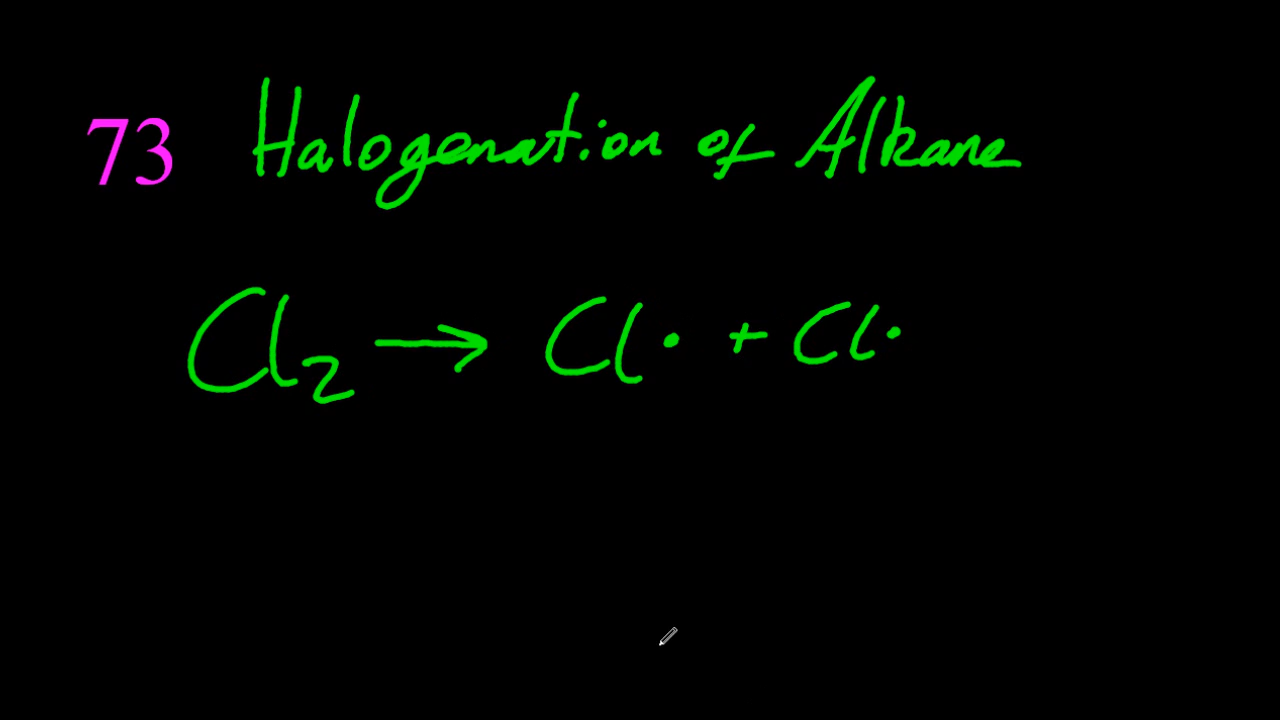 73 Halogenation of Alkane
Cl₂ → Cl· + Cl·